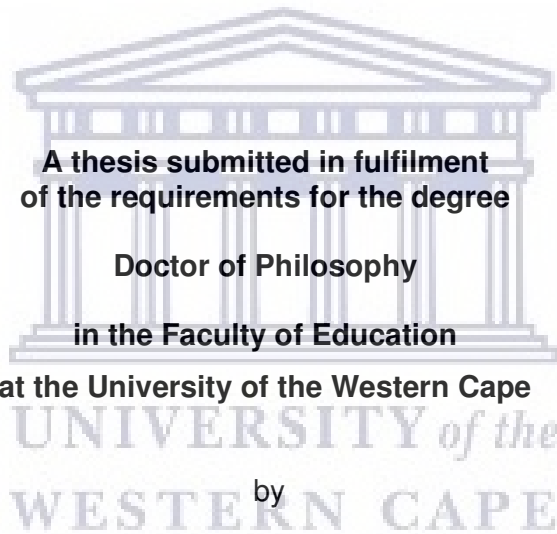 A thesis submitted in fulfilment
of the requirements for the degree
Doctor of Philosophy
in the Faculty of Education
at the University of the Western Cape
UNIVERSITY of the
by
WESTERN CAPE